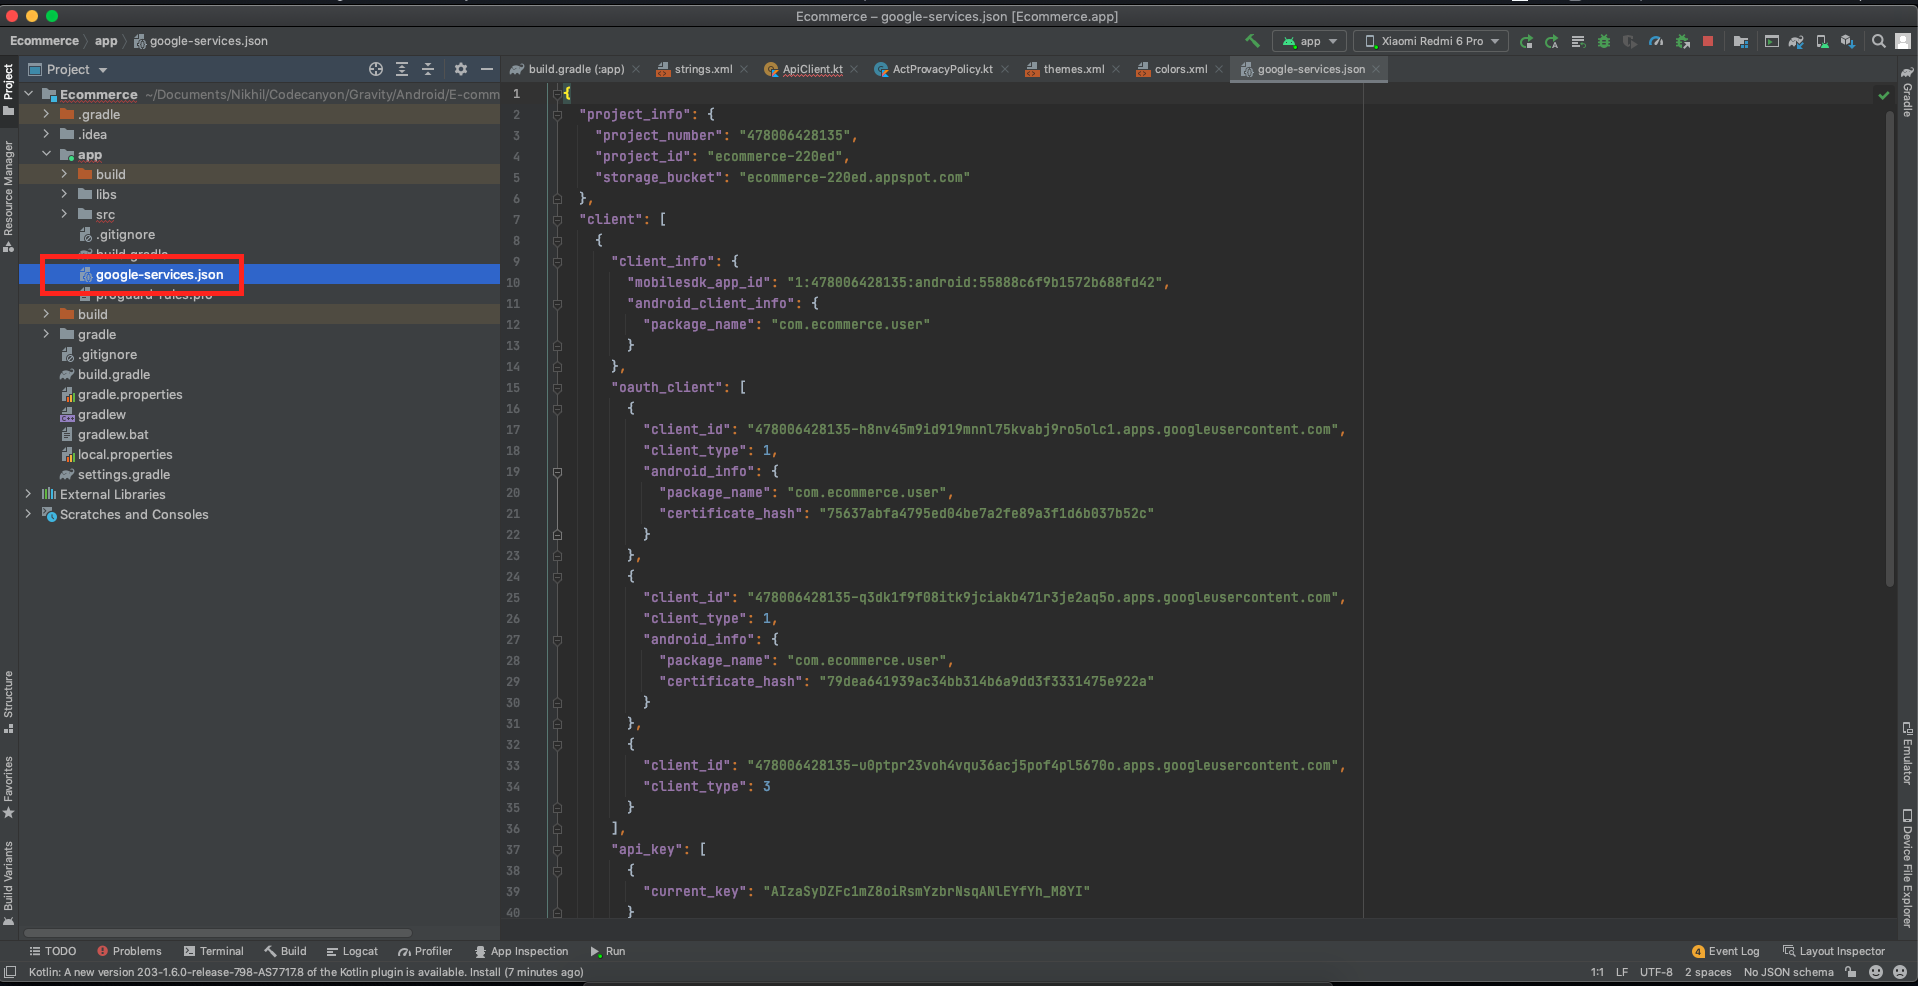 Ecommerce – google-services.json [Ecommerce.app]
Ecommerce app google-services.json
app Xiaomi Redmi 6 Pro
Project
build.gradle (:app) strings.xml ApiClient.kt ActProvacyPolicy.kt themes.xml colors.xml google-services.json
Project
Resource Manager
Structure
Favorites
Build Variants
Ecommerce ~/Documents/Nikhil/Codecanyon/Gravity/Android/E-comm
.gradle
.idea
app
build
libs
src
.gitignore
build.gradle
google-services.json
proguard-rules.pro
build
gradle
.gitignore
build.gradle
gradle.properties
gradlew
gradlew.bat
local.properties
settings.gradle
External Libraries
Scratches and Consoles
1 {
2 "project_info": {
3 "project_number": "478006428135",
4 "project_id": "ecommerce-220ed",
5 "storage_bucket": "ecommerce-220ed.appspot.com"
6 },
7 "client": [
8 {
9 "client_info": {
10 "mobilesdk_app_id": "1:478006428135:android:55888c6f9b1572b688fd42",
11 "android_client_info": {
12 "package_name": "com.ecommerce.user"
13 }
14 },
15 "oauth_client": [
16 {
17 "client_id": "478006428135-h8nv45m9id919mnnl75kvabj9ro5olc1.apps.googleusercontent.com",
18 "client_type": 1,
19 "android_info": {
20 "package_name": "com.ecommerce.user",
21 "certificate_hash": "75637abfa4795ed04be7a2fe89a3f1d6b037b52c"
22 }
23 },
24 {
25 "client_id": "478006428135-q3dk1f9f08itk9jciakb471r3je2aq5o.apps.googleusercontent.com",
26 "client_type": 1,
27 "android_info": {
28 "package_name": "com.ecommerce.user",
29 "certificate_hash": "79dea641939ac34bb314b6a9dd3f3331475e922a"
30 }
31 },
32 {
33 "client_id": "478006428135-u0ptpr23voh4vqu36acj5pof4pl5670o.apps.googleusercontent.com",
34 "client_type": 3
35 }
36 ],
37 "api_key": [
38 {
39 "current_key": "AIzaSyDZFc1mZ8oiRsmYzbrNsqANlEYfYh_M8YI"
40 }
Gradle
Emulator
Device File Explorer
TODO Problems Terminal Build Logcat Profiler App Inspection Run 4 Event Log Layout Inspector
Kotlin: A new version 203-1.6.0-release-798-AS7717.8 of the Kotlin plugin is available. Install (7 minutes ago) 1:1 LF UTF-8 2 spaces No JSON schema